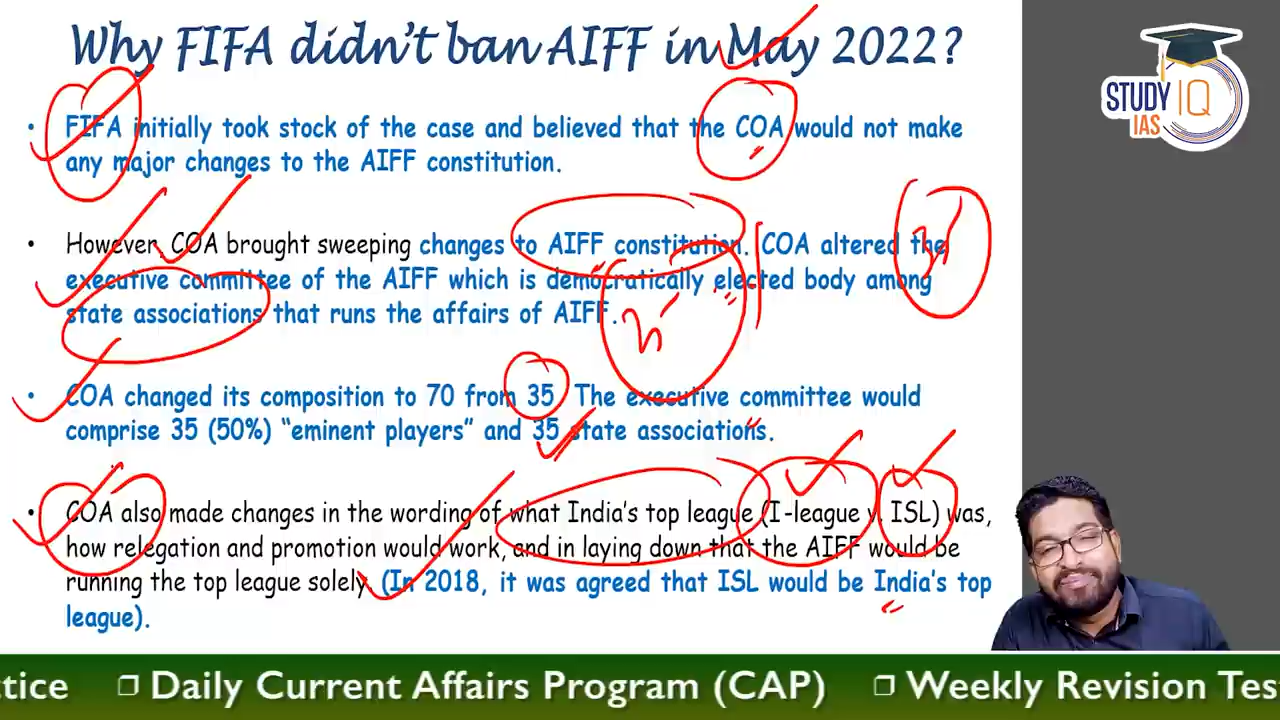 Why FIFA didn't ban AIFF in May 2022?
STUDY IQ
IAS
• FIFA initially took stock of the case and believed that the COA would not make
any major changes to the AIFF constitution.
• However, COA brought sweeping changes to AIFF constitution. COA altered the
executive committee of the AIFF which is democratically elected body among
state associations that runs the affairs of AIFF.
• COA changed its composition to 70 from 35. The executive committee would
comprise 35 (50%) “eminent players” and 35 state associations.
• COA also made changes in the wording of what India's top league (I-league v. ISL) was,
how relegation and promotion would work, and in laying down that the AIFF would be
running the top league solely. (In 2018, it was agreed that ISL would be India's top
league).
ctice ❒ Daily Current Affairs Program (CAP) ❒ Weekly Revision Test